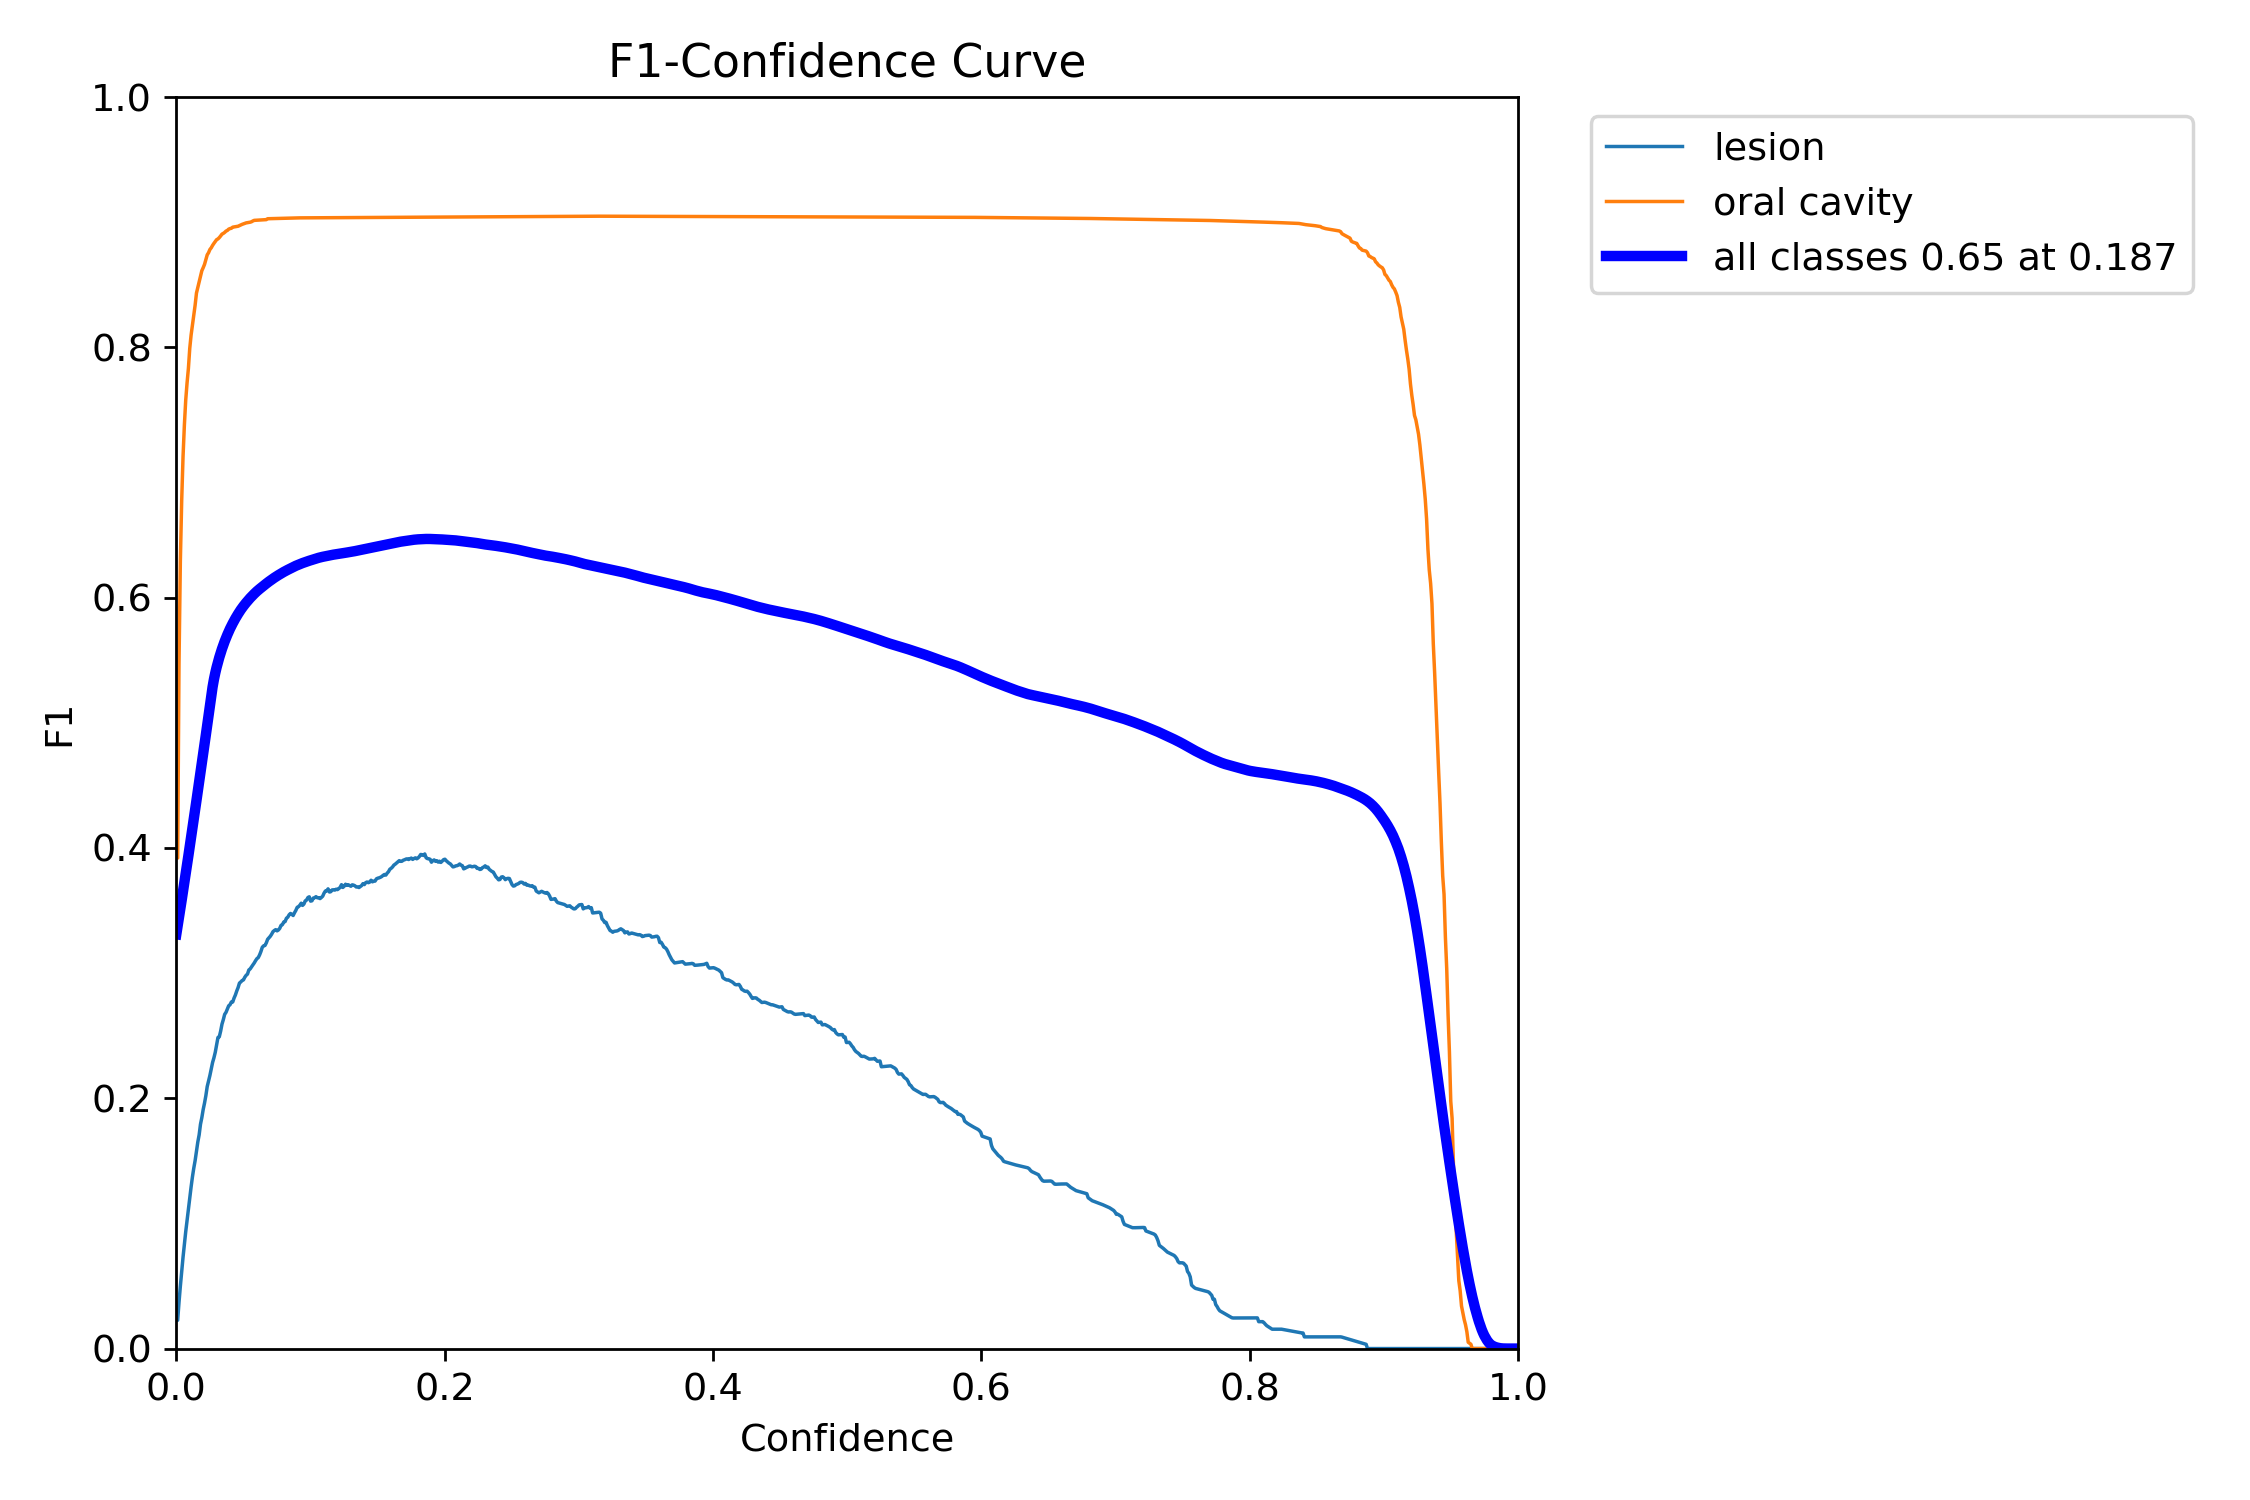 F1-Confidence Curve
1.0
0.8
0.6
0.4
0.2
0.0
F1
0.0 0.2 0.4 0.6 0.8 1.0
Confidence
lesion
oral cavity
all classes 0.65 at 0.187